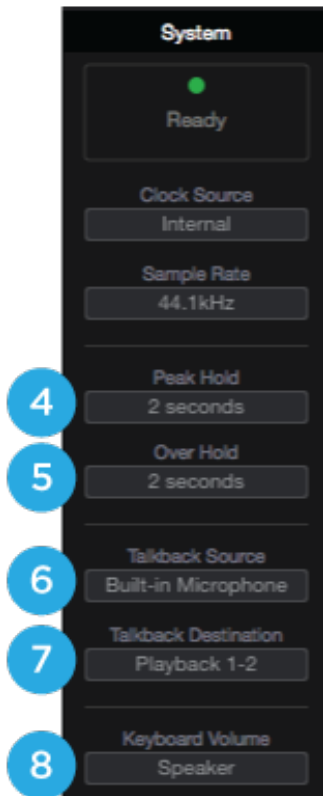 System
Ready
Clock Source
Internal
Sample Rate
44.1kHz
Peak Hold
4
2 seconds
Over Hold
5
2 seconds
Talkback Source
6
Built-in Microphone
Talkback Destination
7
Playback 1-2
Keyboard Volume
8
Speaker